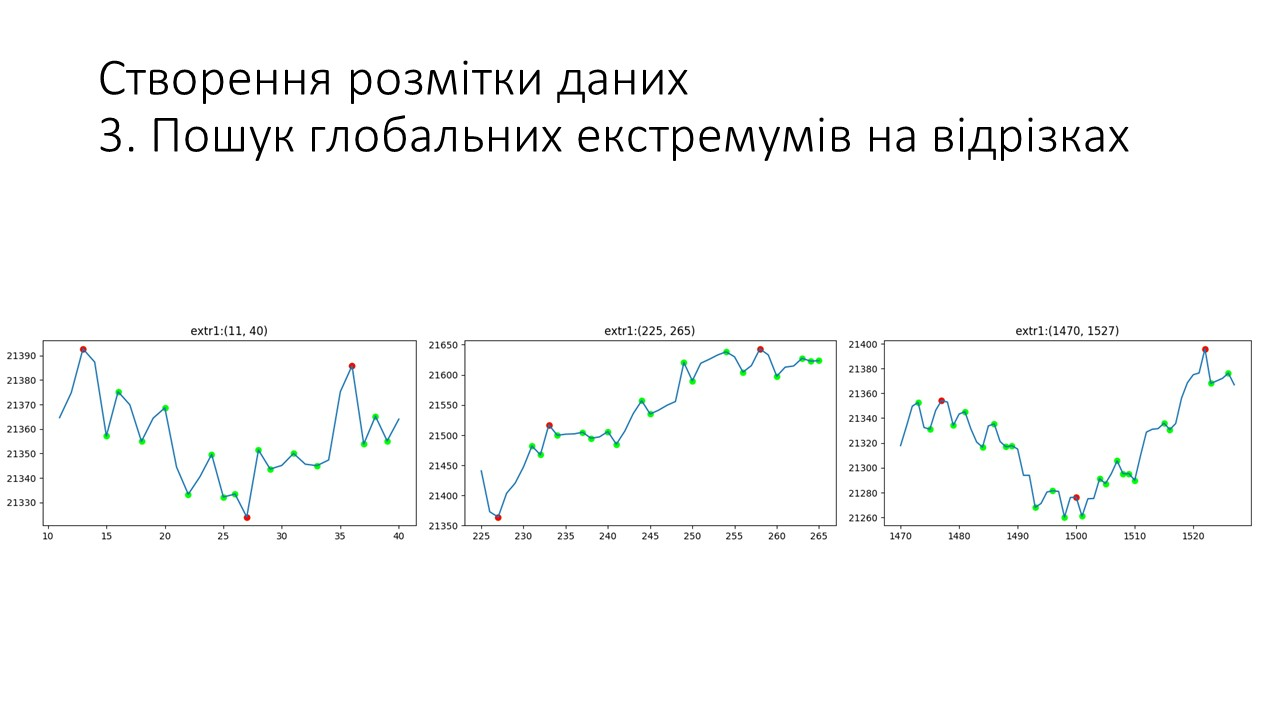 Створення розмітки даних
3. Пошук глобальних екстремумів на відрізках
extr1:(11, 40)
21390
21380
21370
21360
21350
21340
21330
10 15 20 25 30 35 40
extr1:(225, 265)
21650
21600
21550
21500
21450
21400
21350
225 230 235 240 245 250 255 260 265
extr1:(1470, 1527)
21400
21380
21360
21340
21320
21300
21280
21260
1470 1480 1490 1500 1510 1520